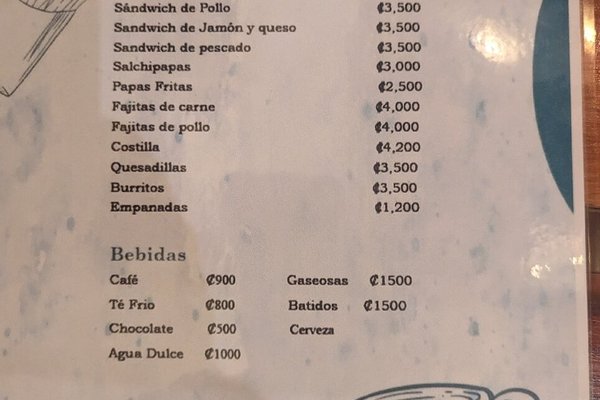 Sándwich de Pollo ₡3,500
Sandwich de Jamón y queso ₡3,500
Sandwich de pescado ₡3,500
Salchipapas ₡3,000
Papas Fritas ₡2,500
Fajitas de carne ₡4,000
Fajitas de pollo ₡4,000
Costilla ₡4,200
Quesadillas ₡3,500
Burritos ₡3,500
Empanadas ₡1,200
Bebidas
Café ₡900 Gaseosas ₡1500
Té Frio ₡800 Batidos ₡1500
Chocolate ₡500 Cerveza
Agua Dulce ₡1000